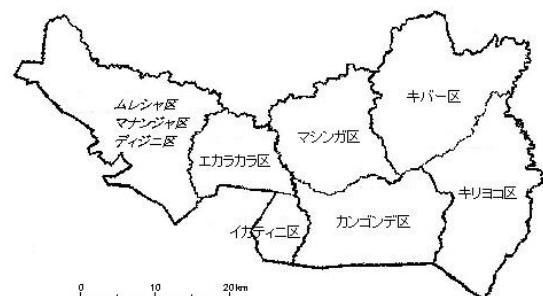 ムレシャ区
マナンジャ区
ディジニ区
エカラカラ区
マシンガ区
キバー区
キリヨコ区
イカティニ区
カンゴンデ区
0 10 20km